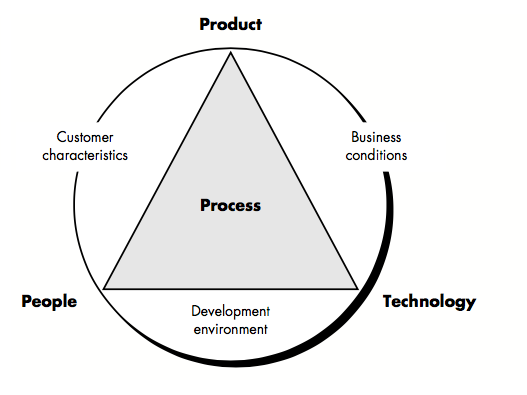 Product
Customer
characteristics
Business
conditions
Process
People
Technology
Development
environment